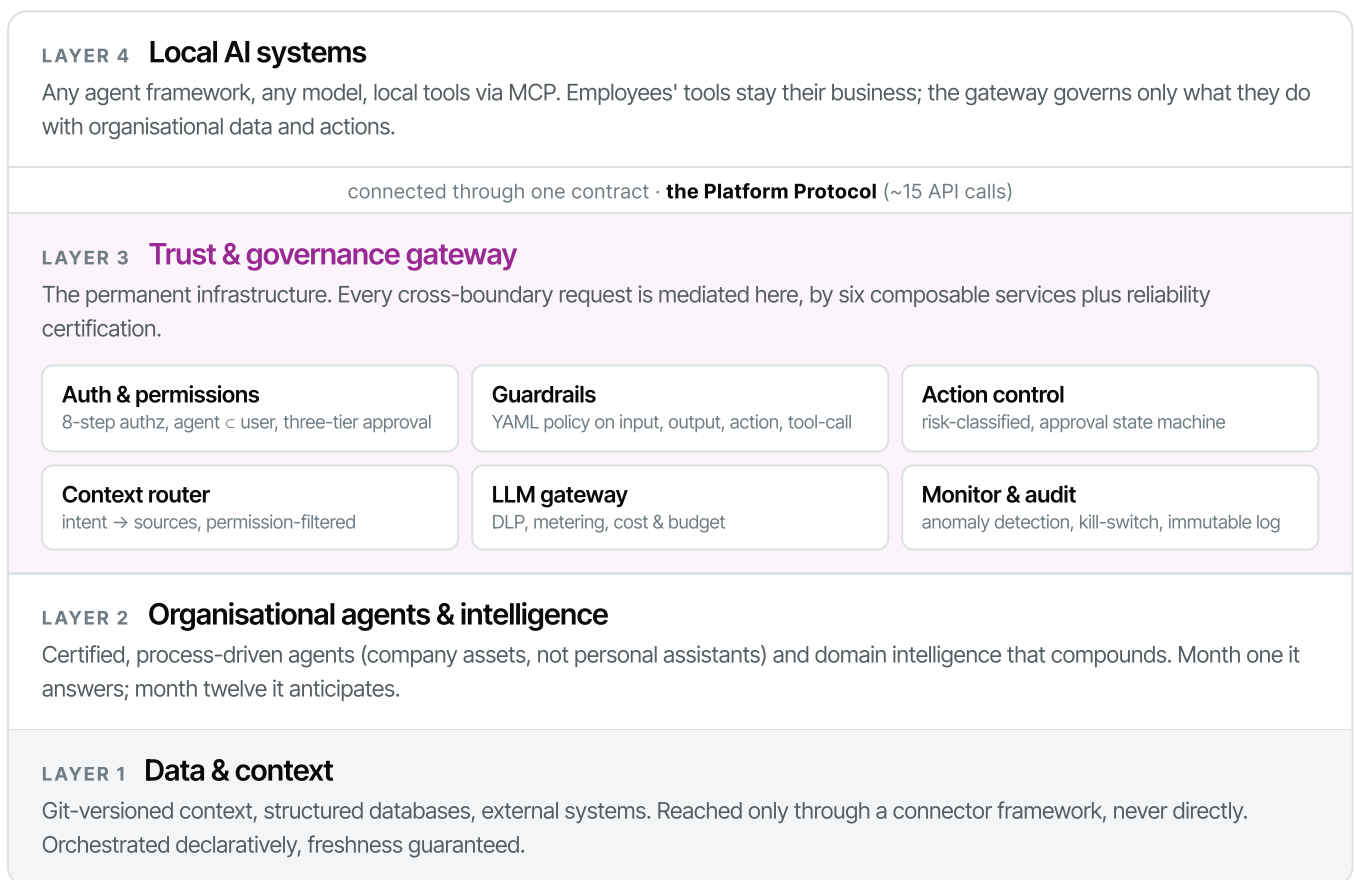 LAYER 4 Local AI systems
Any agent framework, any model, local tools via MCP. Employees' tools stay their business; the gateway governs only what they do
with organisational data and actions.
connected through one contract · the Platform Protocol (~15 API calls)
LAYER 3 Trust & governance gateway
The permanent infrastructure. Every cross-boundary request is mediated here, by six composable services plus reliability
certification.
Auth & permissions
8-step authz, agent ⊂ user, three-tier approval
Guardrails
YAML policy on input, output, action, tool-call
Action control
risk-classified, approval state machine
Context router
intent → sources, permission-filtered
LLM gateway
DLP, metering, cost & budget
Monitor & audit
anomaly detection, kill-switch, immutable log
LAYER 2 Organisational agents & intelligence
Certified, process-driven agents (company assets, not personal assistants) and domain intelligence that compounds. Month one it
answers; month twelve it anticipates.
LAYER 1 Data & context
Git-versioned context, structured databases, external systems. Reached only through a connector framework, never directly.
Orchestrated declaratively, freshness guaranteed.